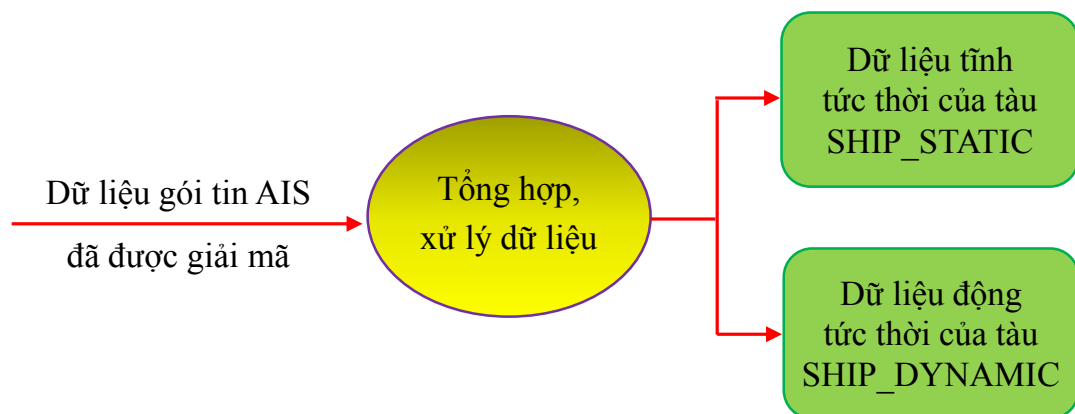 Dữ liệu gói tin AIS
đã được giải mã
Tổng hợp,
xử lý dữ liệu
Dữ liệu tĩnh
tức thời của tàu
SHIP_STATIC
Dữ liệu động
tức thời của tàu
SHIP_DYNAMIC